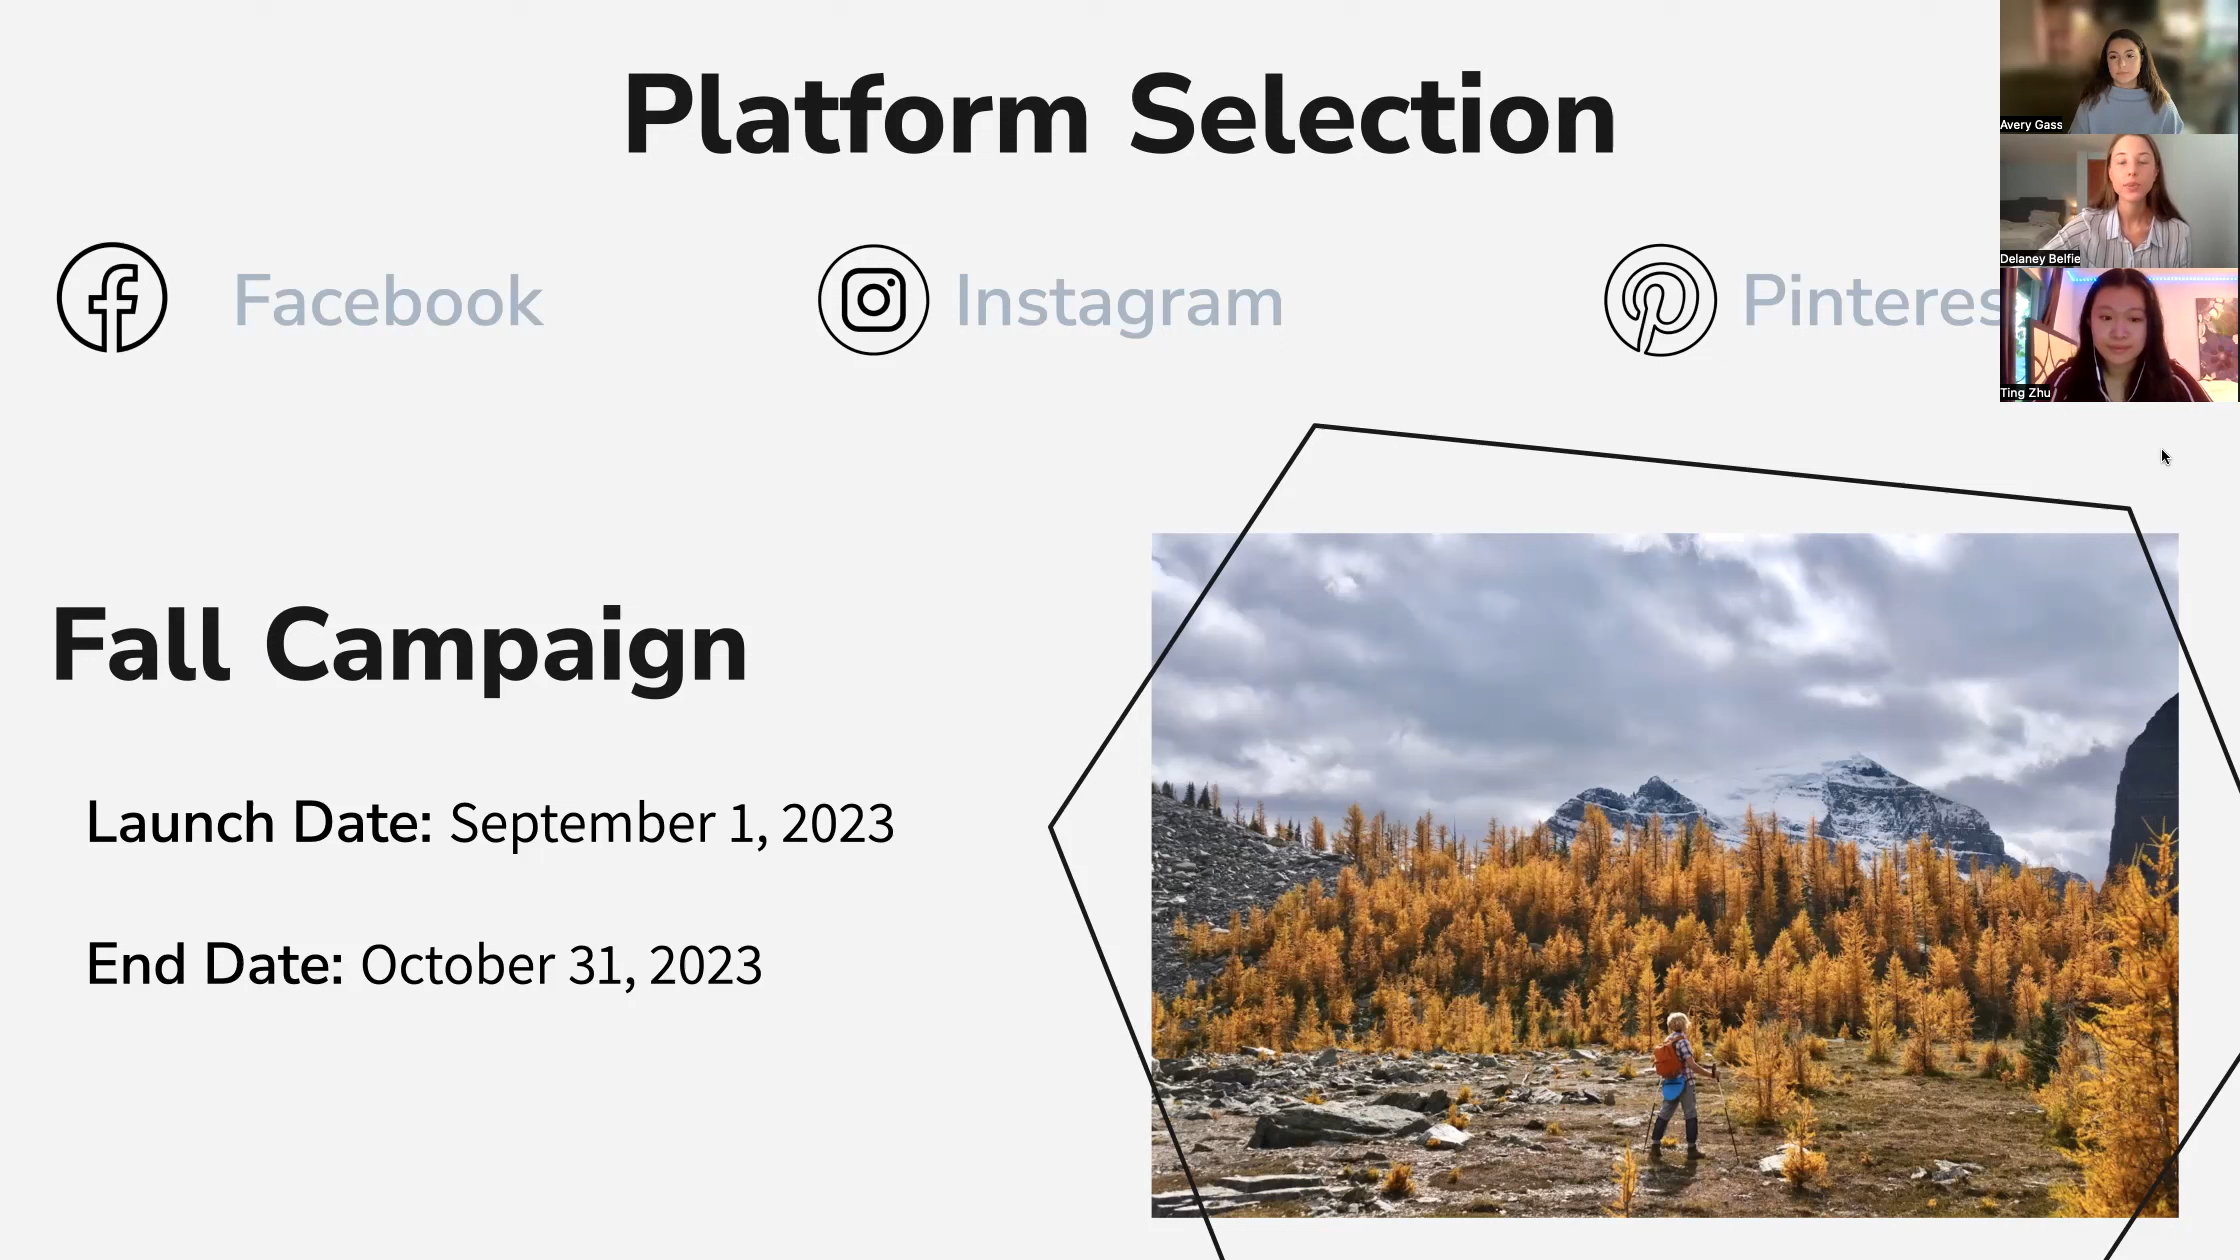 Platform Selection
Facebook
Instagram
Pinteres
Avery Gass
Delaney Belfie
Ting Zhu
Fall Campaign
Launch Date: September 1, 2023
End Date: October 31, 2023